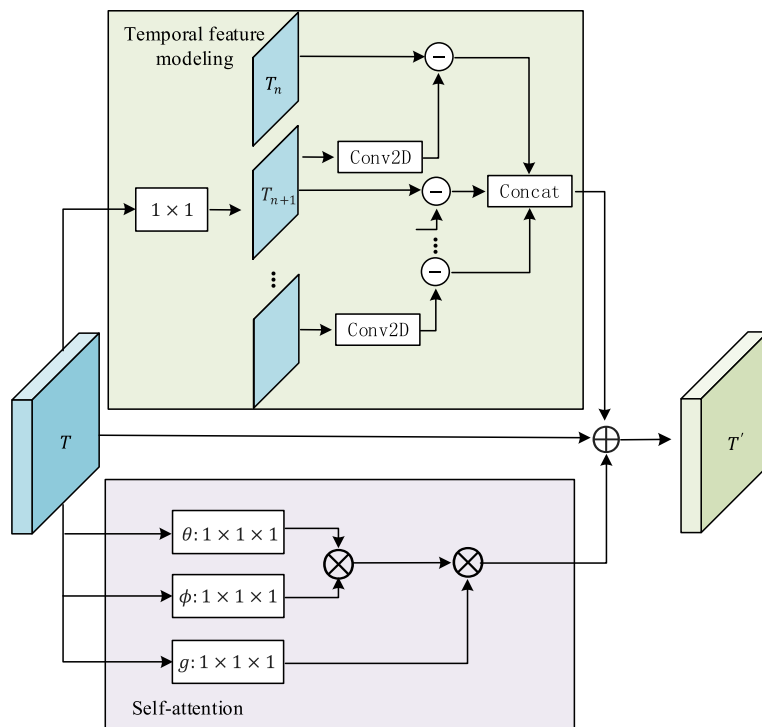 Temporal feature
modeling
T_n
Conv2D
1 × 1
T_{n+1}
Concat
Conv2D
T
T′
θ: 1 × 1 × 1
ϕ: 1 × 1 × 1
g: 1 × 1 × 1
Self-attention